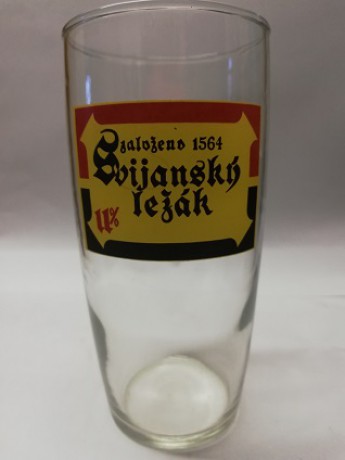 založeno 1564
Svijanský
ležák
11%